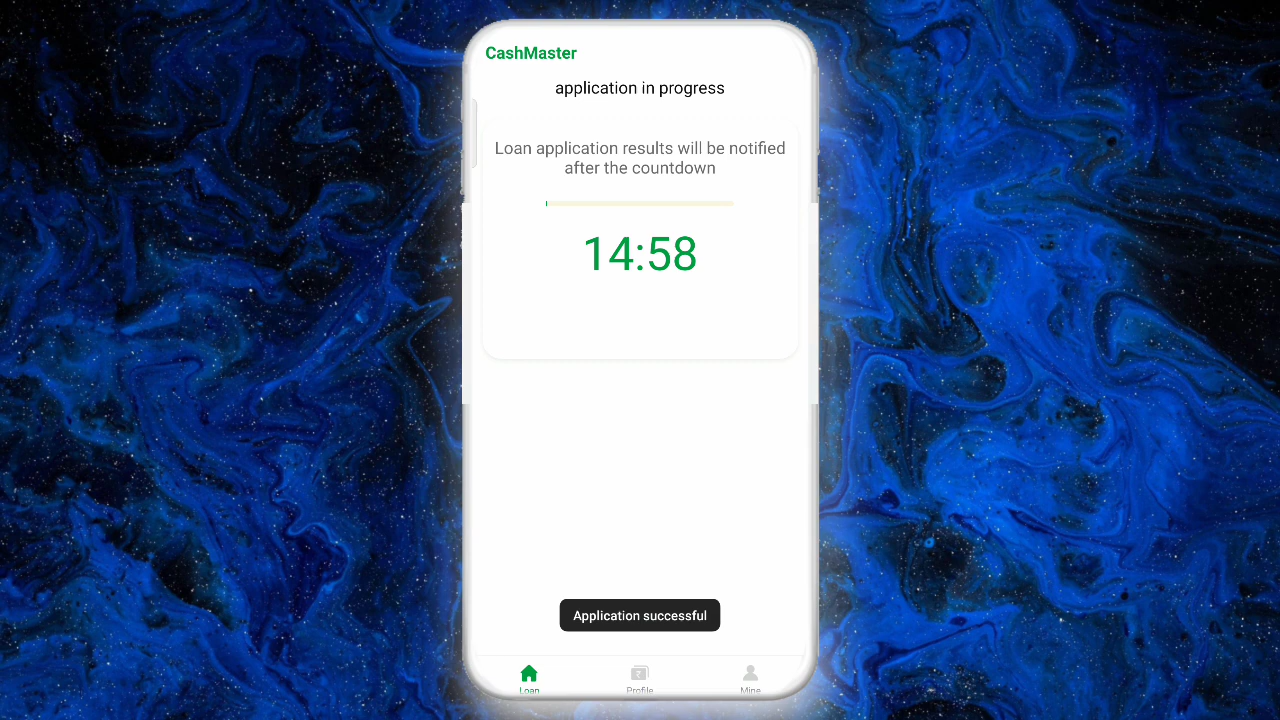 CashMaster
application in progress
Loan application results will be notified
after the countdown
14:58
Application successful
Loan
Profile
Mine